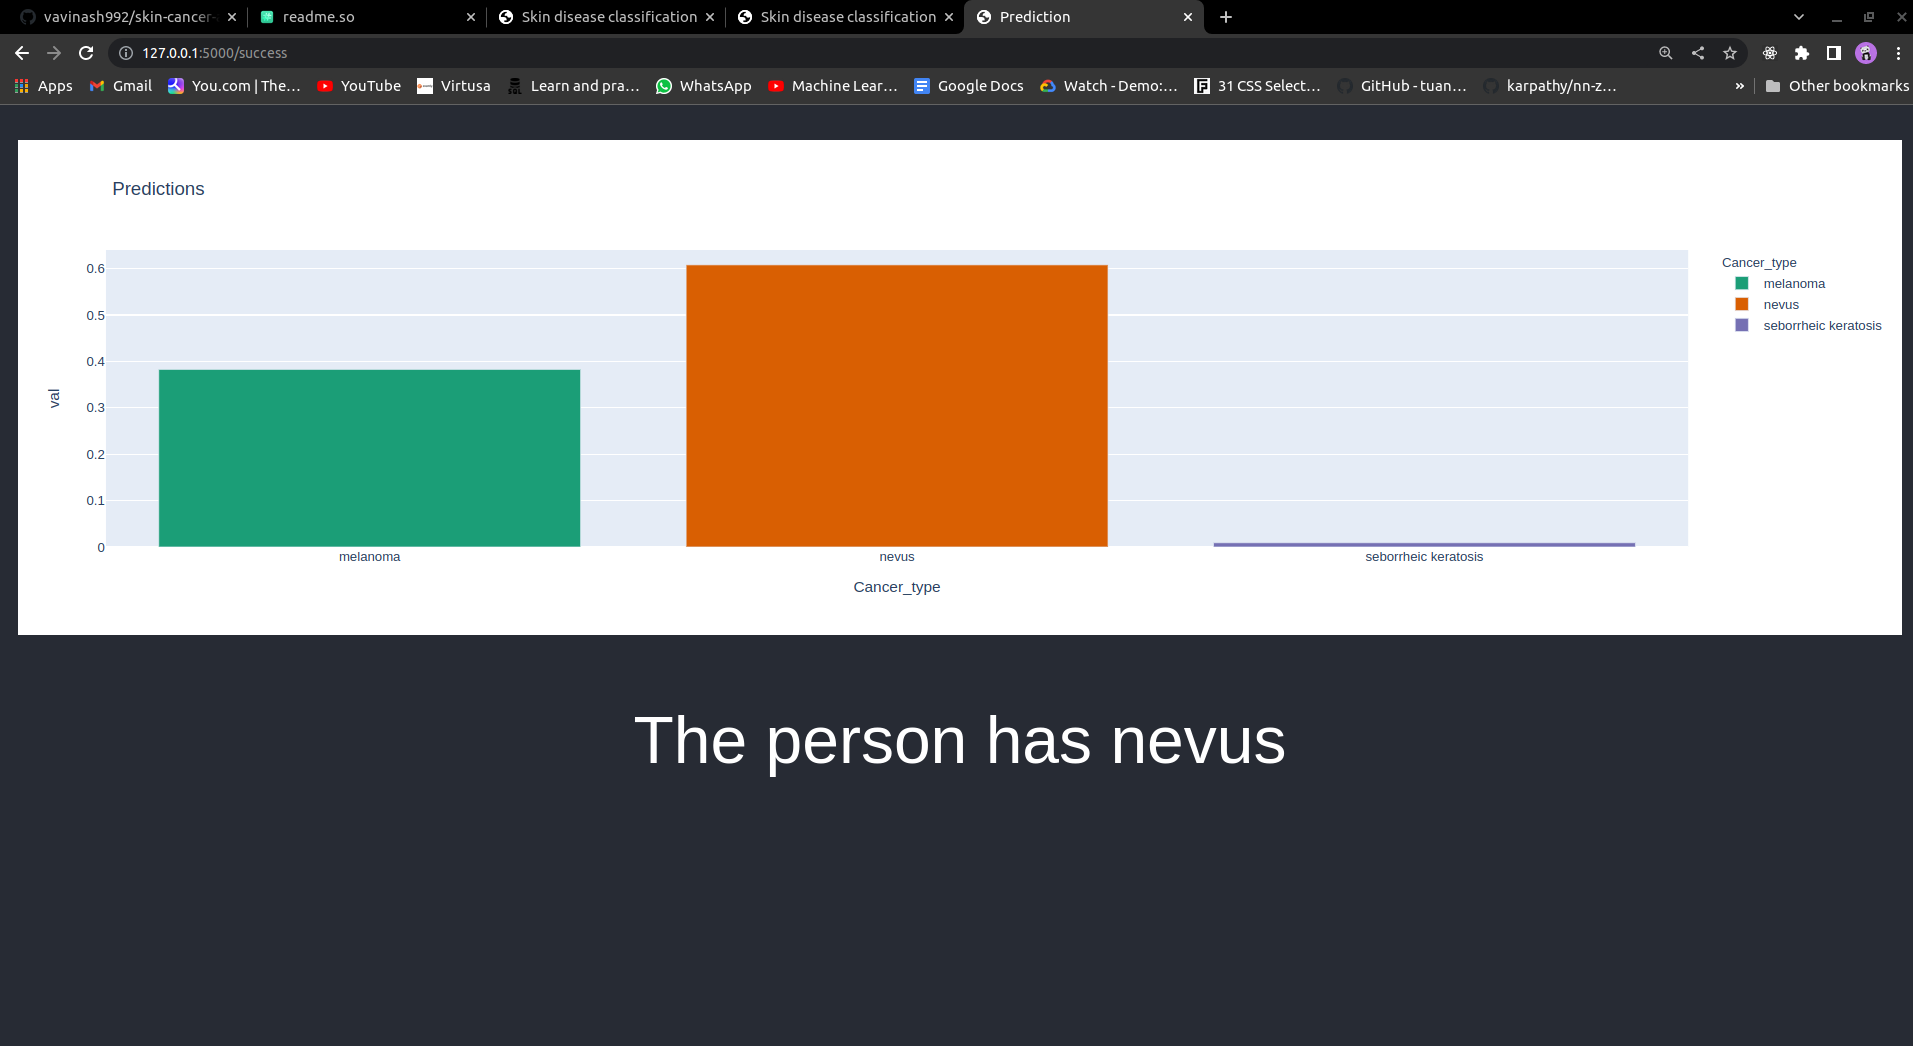 vavinash992/skin-cancer-
readme.so
Skin disease classification
Skin disease classification
Prediction
127.0.0.1:5000/success
Apps
Gmail
You.com | The...
YouTube
Virtusa
Learn and pra...
WhatsApp
Machine Lear...
Google Docs
Watch - Demo:...
31 CSS Select...
GitHub - tuan...
karpathy/nn-z...
»
Other bookmarks
Predictions
0.6
0.5
0.4
0.3
0.2
0.1
0
val
melanoma
nevus
seborrheic keratosis
Cancer_type
Cancer_type
melanoma
nevus
seborrheic keratosis
The person has nevus